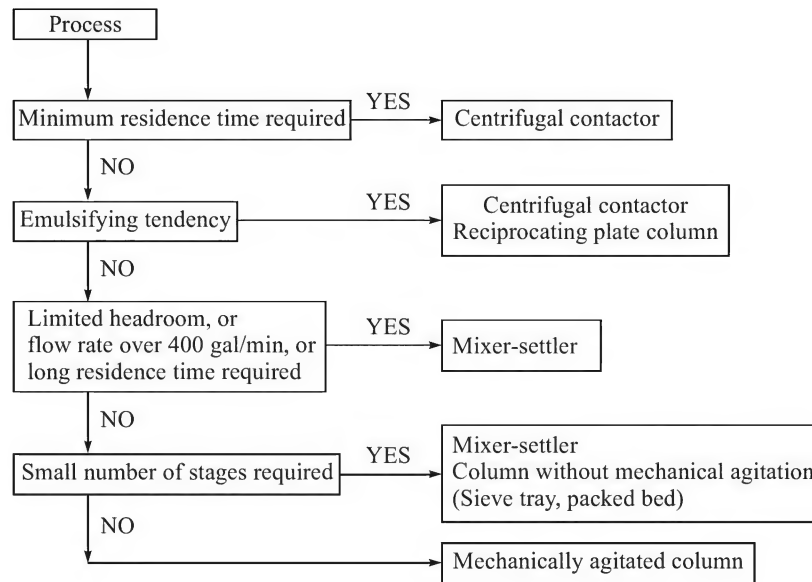 Process
Minimum residence time required
YES
Centrifugal contactor
NO
Emulsifying tendency
YES
Centrifugal contactor
Reciprocating plate column
NO
Limited headroom, or
flow rate over 400 gal/min, or
long residence time required
YES
Mixer-settler
NO
Small number of stages required
YES
Mixer-settler
Column without mechanical agitation
(Sieve tray, packed bed)
NO
Mechanically agitated column